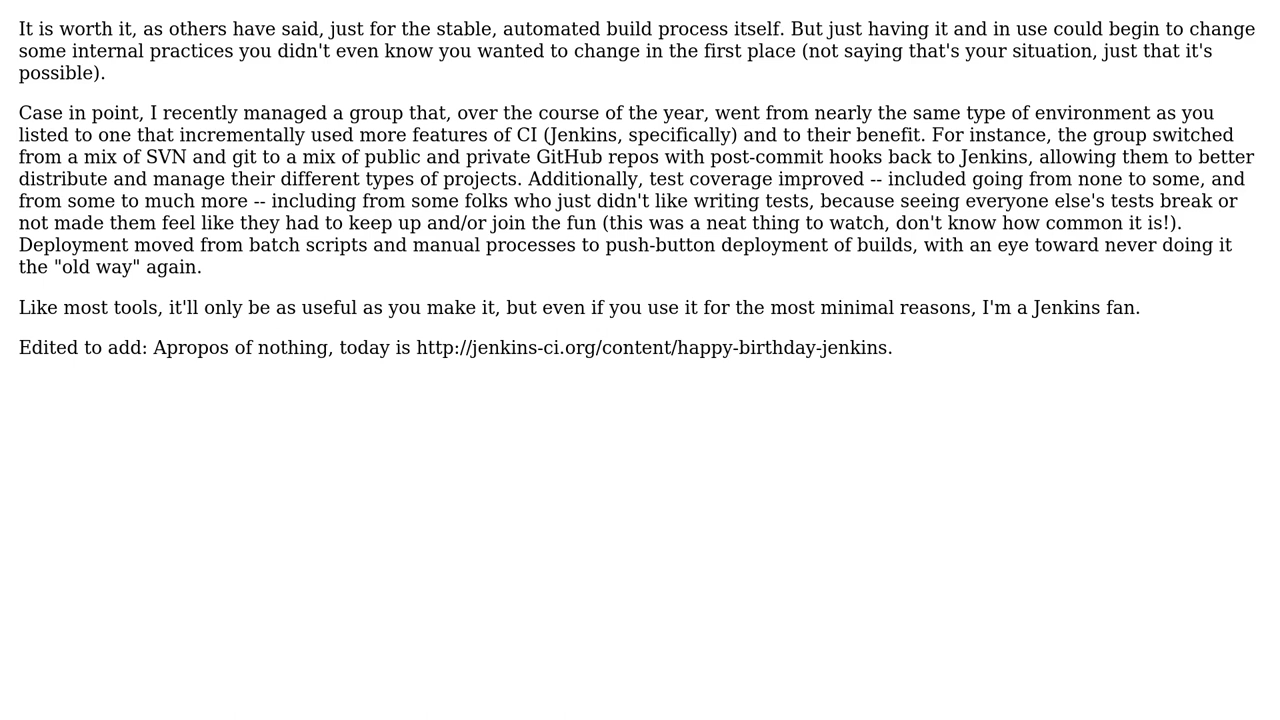 It is worth it, as others have said, just for the stable, automated build process itself. But just having it and in use could begin to change
some internal practices you didn't even know you wanted to change in the first place (not saying that's your situation, just that it's
possible).
Case in point, I recently managed a group that, over the course of the year, went from nearly the same type of environment as you
listed to one that incrementally used more features of CI (Jenkins, specifically) and to their benefit. For instance, the group switched
from a mix of SVN and git to a mix of public and private GitHub repos with post-commit hooks back to Jenkins, allowing them to better
distribute and manage their different types of projects. Additionally, test coverage improved -- included going from none to some, and
from some to much more -- including from some folks who just didn't like writing tests, because seeing everyone else's tests break or
not made them feel like they had to keep up and/or join the fun (this was a neat thing to watch, don't know how common it is!).
Deployment moved from batch scripts and manual processes to push-button deployment of builds, with an eye toward never doing it
the "old way" again.
Like most tools, it'll only be as useful as you make it, but even if you use it for the most minimal reasons, I'm a Jenkins fan.
Edited to add: Apropos of nothing, today is http://jenkins-ci.org/content/happy-birthday-jenkins.